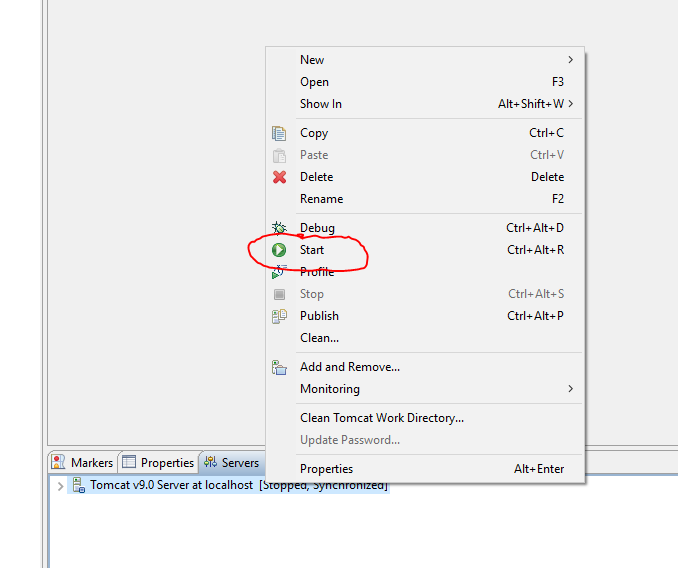 New
Open F3
Show In Alt+Shift+W
Copy Ctrl+C
Paste Ctrl+V
Delete Delete
Rename F2
Debug Ctrl+Alt+D
Start Ctrl+Alt+R
Profile
Stop Ctrl+Alt+S
Publish Ctrl+Alt+P
Clean...
Add and Remove...
Monitoring
Clean Tomcat Work Directory...
Update Password...
Properties Alt+Enter
Markers Properties Servers
Tomcat v9.0 Server at localhost [Stopped, Synchronized]